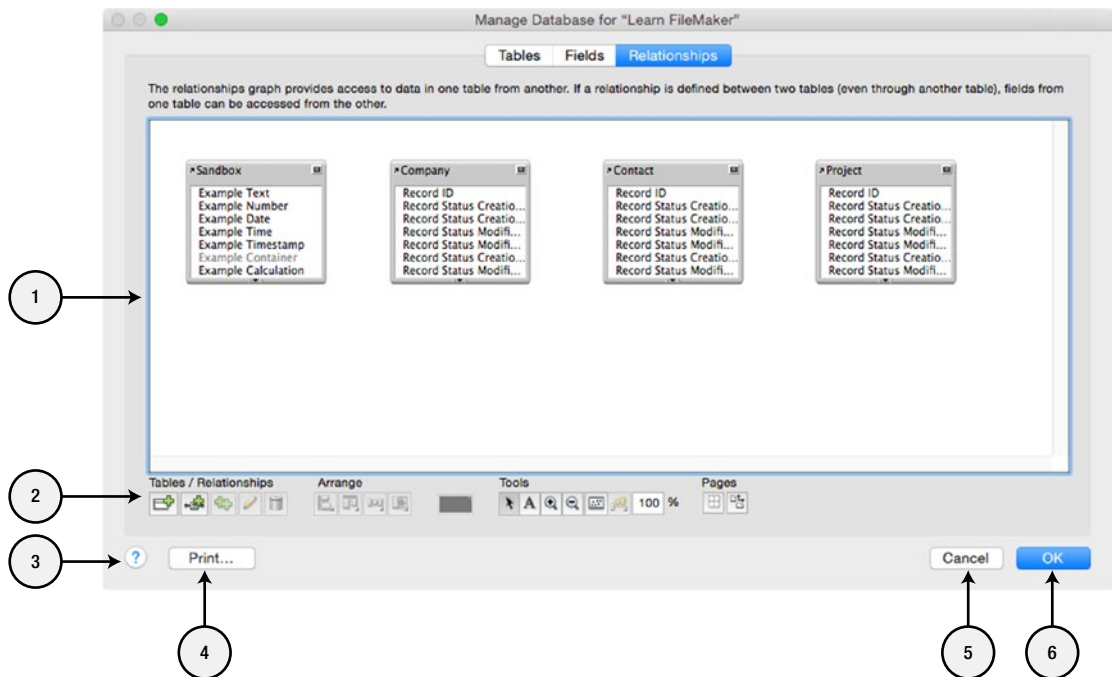 Manage Database for "Learn FileMaker"
Tables Fields Relationships
The relationships graph provides access to data in one table from another. If a relationship is defined between two tables (even through another table), fields from
one table can be accessed from the other.
Sandbox
Example Text
Example Number
Example Date
Example Time
Example Timestamp
Example Container
Example Calculation
Company
Record ID
Record Status Creatio...
Record Status Creatio...
Record Status Modifi...
Record Status Modifi...
Record Status Creatio...
Record Status Modifi...
Contact
Record ID
Record Status Creatio...
Record Status Creatio...
Record Status Modifi...
Record Status Modifi...
Record Status Creatio...
Record Status Modifi...
Project
Record ID
Record Status Creatio...
Record Status Creatio...
Record Status Modifi...
Record Status Modifi...
Record Status Creatio...
Record Status Modifi...
1
Tables / Relationships Arrange Tools Pages
2
A 100 %
3
? Print... Cancel OK
4 5 6